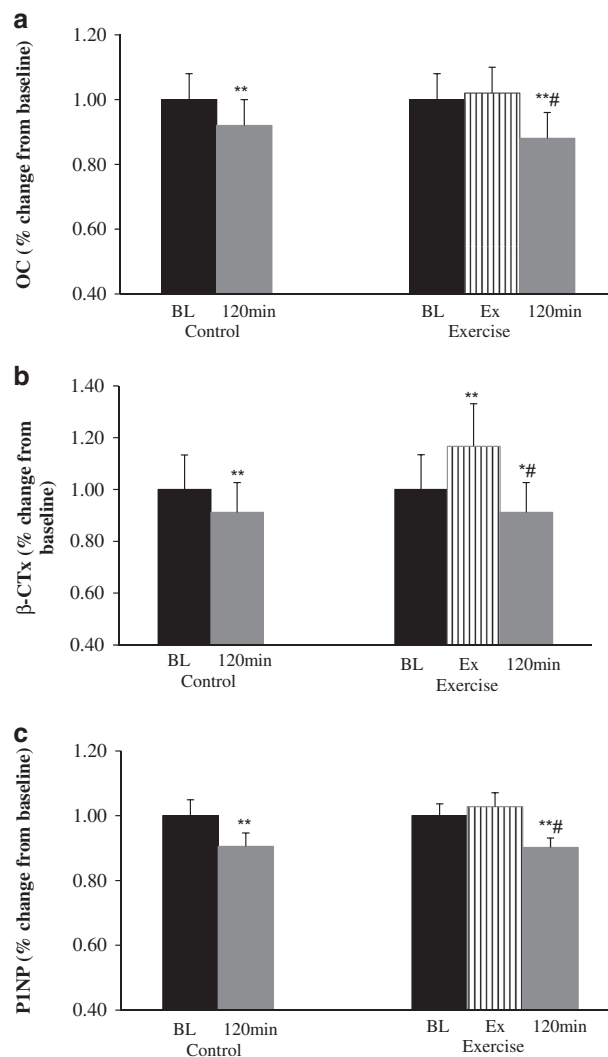 a
OC (% change from baseline)
1.20
1.00
0.80
0.60
0.40
**
**#
BL 120min BL Ex 120min
Control Exercise
b
β-CTx (% change from
baseline)
1.40
1.20
1.00
0.80
0.60
0.40
**
**
*#
BL 120min BL Ex 120min
Control Exercise
c
P1NP (% change from baseline)
1.20
1.00
0.80
0.60
0.40
**
**#
BL 120min BL Ex 120min
Control Exercise